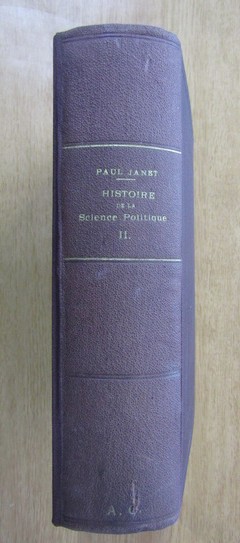 PAUL JANET
HISTOIRE
DE LA
Science Politique
II.